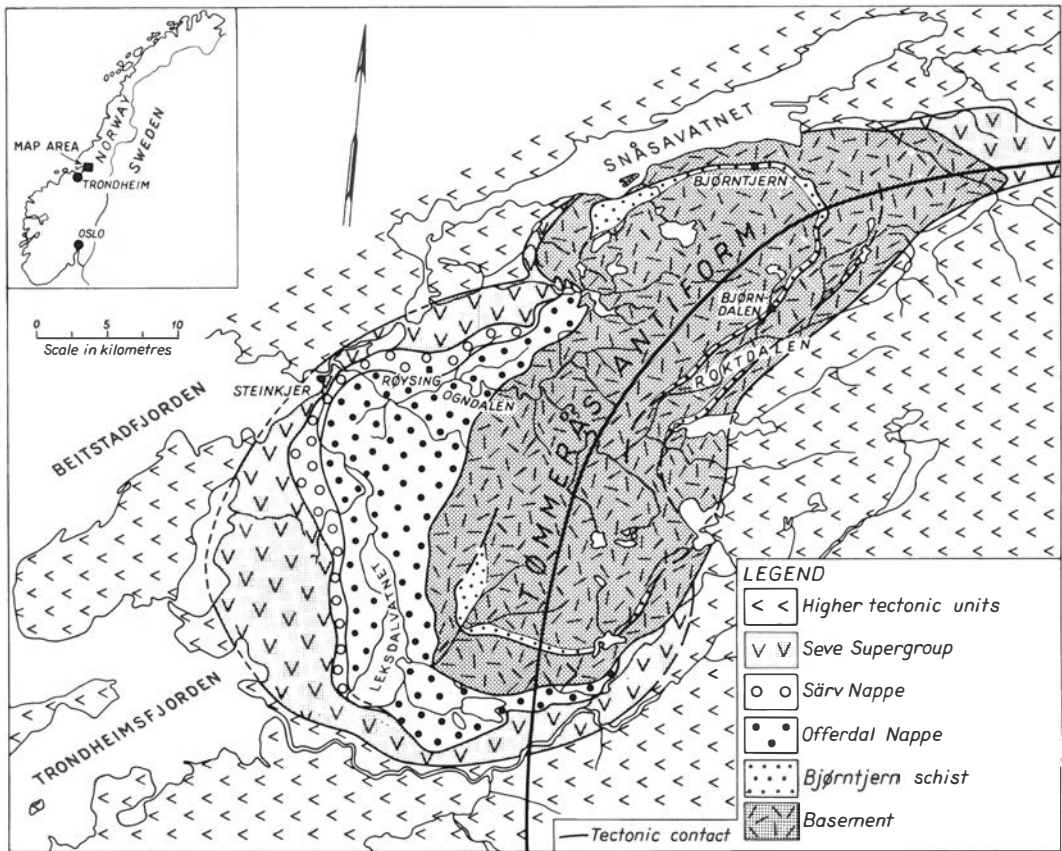 NORWAY
SWEDEN
MAP AREA
TRONDHEIM
OSLO
0 5 10
Scale in kilometres
SNÅSAVATNET
BJØRNTJERN
BJØRN-
DALEN
ROKTDALEN
TØMMERÅS ANTIFORM
STEINKJER
RØYSING
OGNDALEN
BEITSTADFJORDEN
LEKSDALVATNET
TRONDHEIMSFJORDEN
LEGEND
Higher tectonic units
Seve Supergroup
Särv Nappe
Offerdal Nappe
Bjørntjern schist
Basement
Tectonic contact